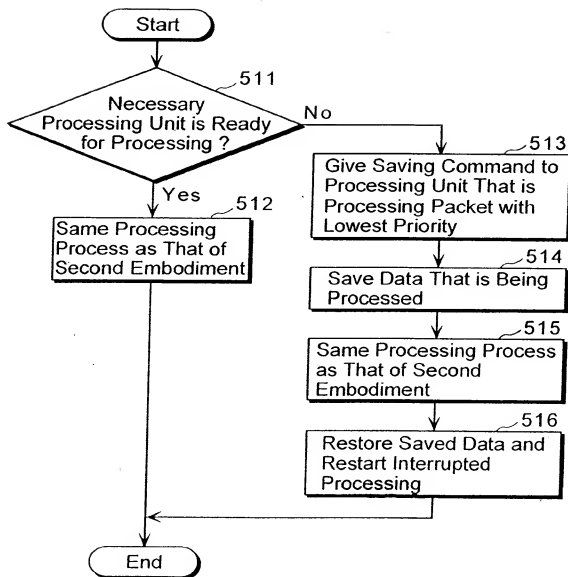 Start
511
Necessary
Processing Unit is Ready
for Processing ?
No
Yes
512
Same Processing
Process as That of
Second Embodiment
513
Give Saving Command to
Processing Unit That is
Processing Packet with
Lowest Priority
514
Save Data That is Being
Processed
515
Same Processing Process
as That of Second
Embodiment
516
Restore Saved Data and
Restart Interrupted
Processing
End